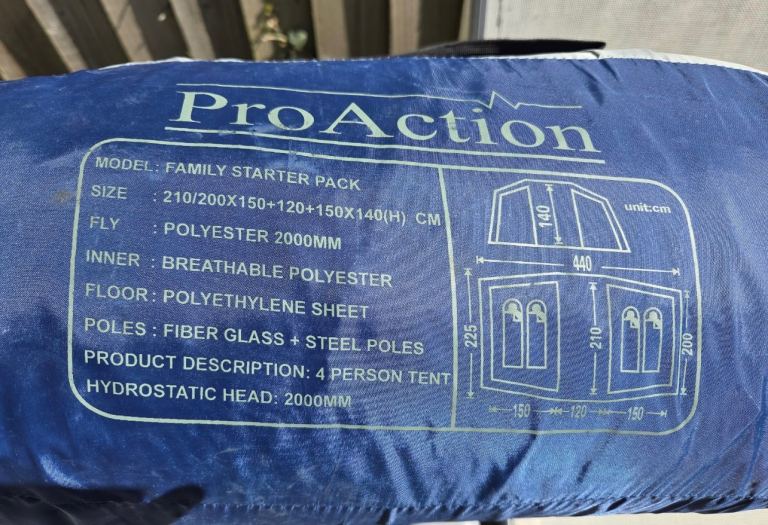 ProAction
MODEL: FAMILY STARTER PACK
SIZE : 210/200X150+120+150X140(H) CM
FLY : POLYESTER 2000MM
INNER : BREATHABLE POLYESTER
FLOOR : POLYETHYLENE SHEET
POLES : FIBER GLASS + STEEL POLES
PRODUCT DESCRIPTION: 4 PERSON TENT
HYDROSTATIC HEAD: 2000MM
unit:cm
140
440
225
210
200
150
120
150